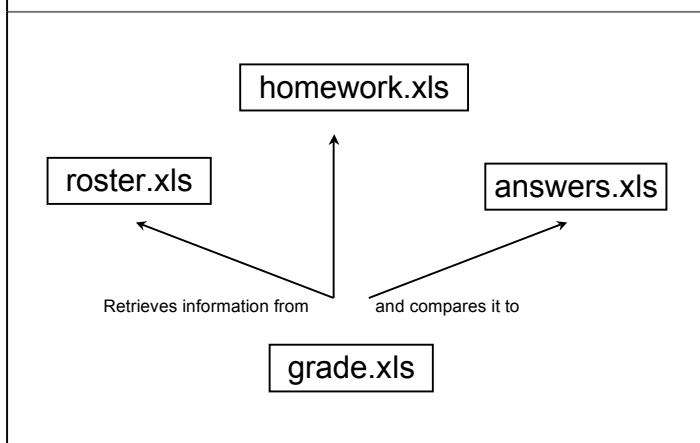 homework.xls
roster.xls
answers.xls
Retrieves information from
and compares it to
grade.xls